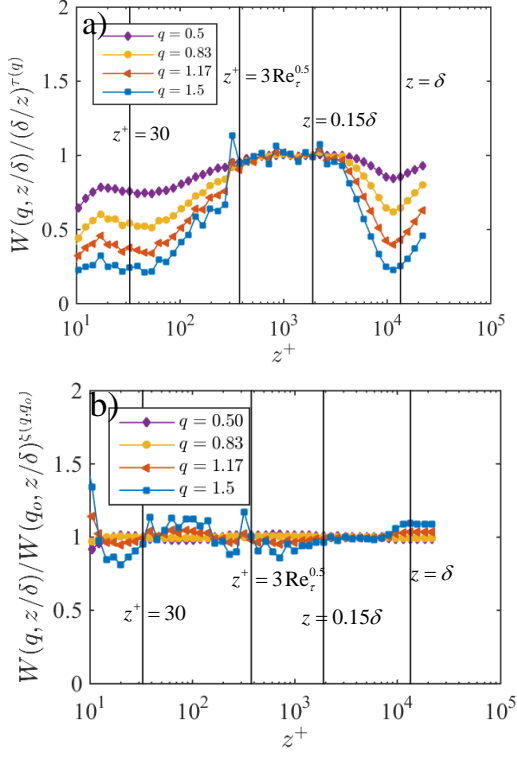 a)
W(q, z/δ)/(δ/z)^τ(q)
2
1.5
1
0.5
0
q = 0.5
q = 0.83
q = 1.17
q = 1.5
z⁺ = 30
z⁺ = 3Re_τ^0.5
z = 0.15δ
z = δ
10¹ 10² 10³ 10⁴ 10⁵
z⁺
b)
W(q, z/δ)/W(q_o, z/δ)^ξ(q,q_o)
2
1.5
1
0.5
0
q = 0.50
q = 0.83
q = 1.17
q = 1.5
z⁺ = 30
z⁺ = 3Re_τ^0.5
z = 0.15δ
z = δ
10¹ 10² 10³ 10⁴ 10⁵
z⁺